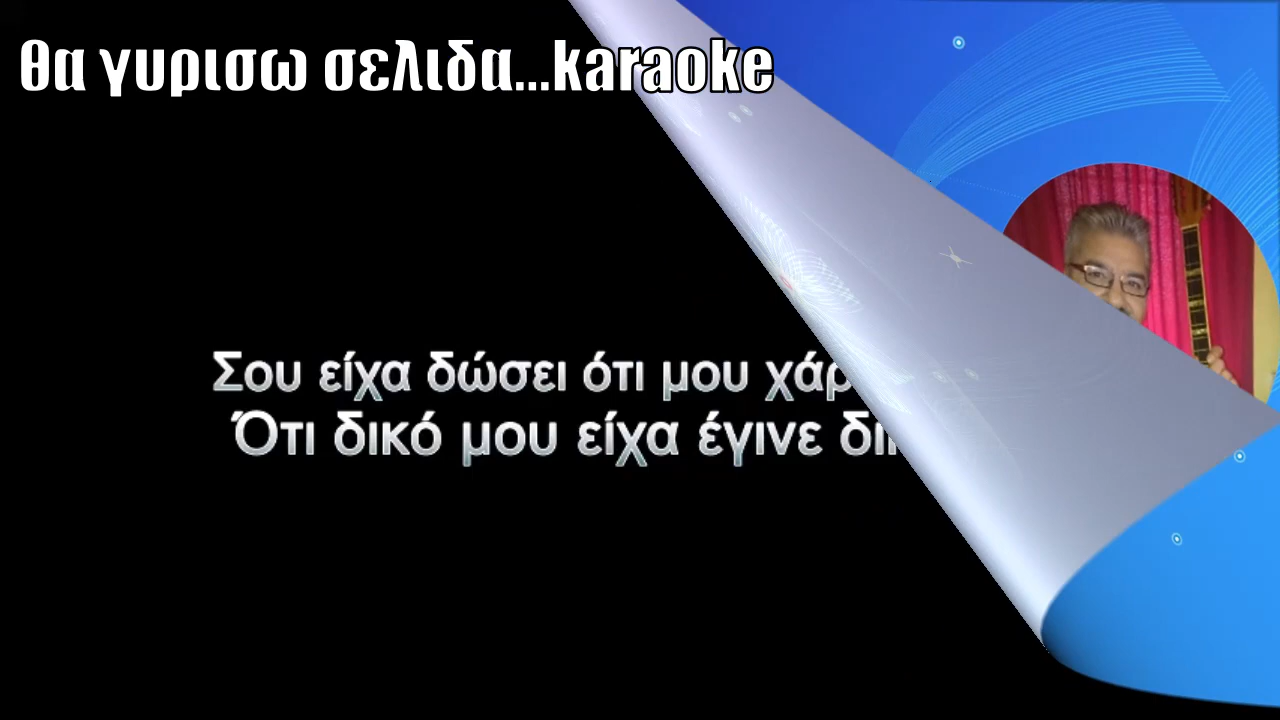 θα γυρισω σελιδα...karaoke
Σου είχα δώσει ότι μου
Ότι δικό μου είχα έγινε